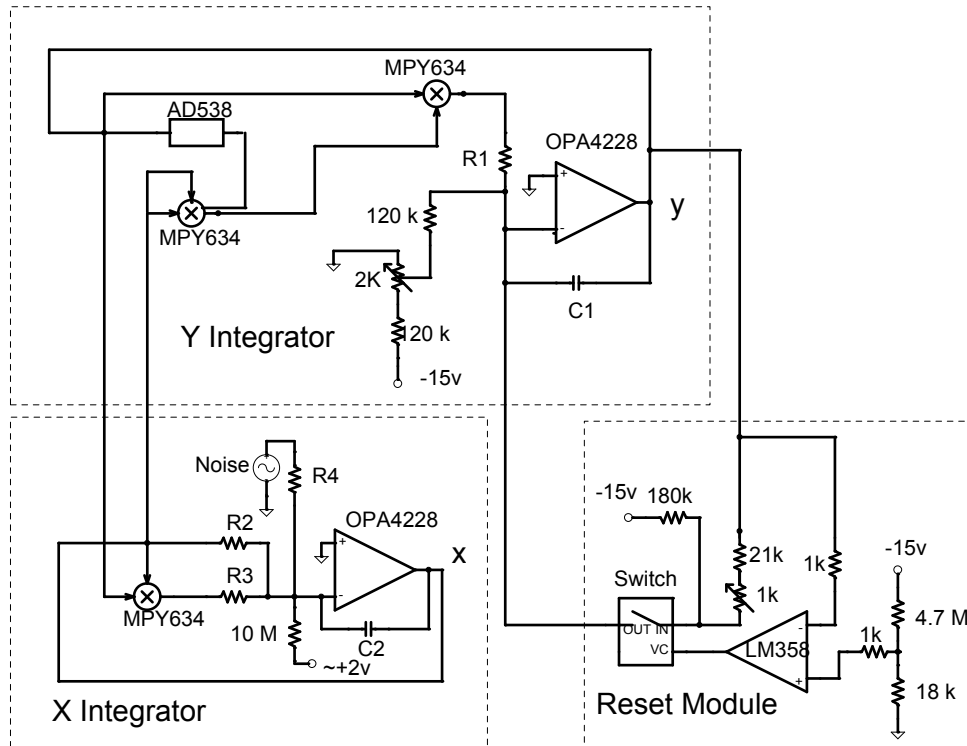 MPY634
AD538
OPA4228
R1
+
-
y
MPY634
120 k
2K
C1
120 k
Y Integrator
-15v
Noise
R4
-15v
180k
OPA4228
R2
+
x
21k
1k
-15v
R3
Switch
1k
MPY634
-
4.7 M
10 M
C2
OUT IN
VC
-
LM358
1k
~+2v
+
18 k
X Integrator
Reset Module